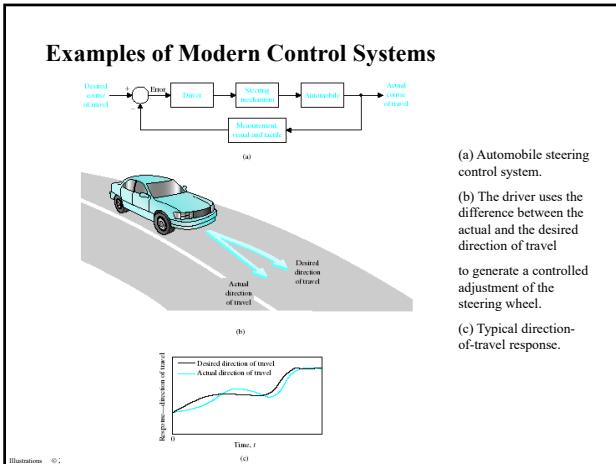 Examples of Modern Control Systems
Desired
course
of travel
+
−
Error
Driver
Steering
mechanism
Automobile
Actual
course
of travel
Measurement,
visual and tactile
(a)
Desired
direction
of travel
Actual
direction
of travel
(b)
Response—direction of travel
Desired direction of travel
Actual direction of travel
0
Time, t
(c)
(a) Automobile steering
control system.
(b) The driver uses the
difference between the
actual and the desired
direction of travel
to generate a controlled
adjustment of the
steering wheel.
(c) Typical direction-
of-travel response.
Illustrations ©;